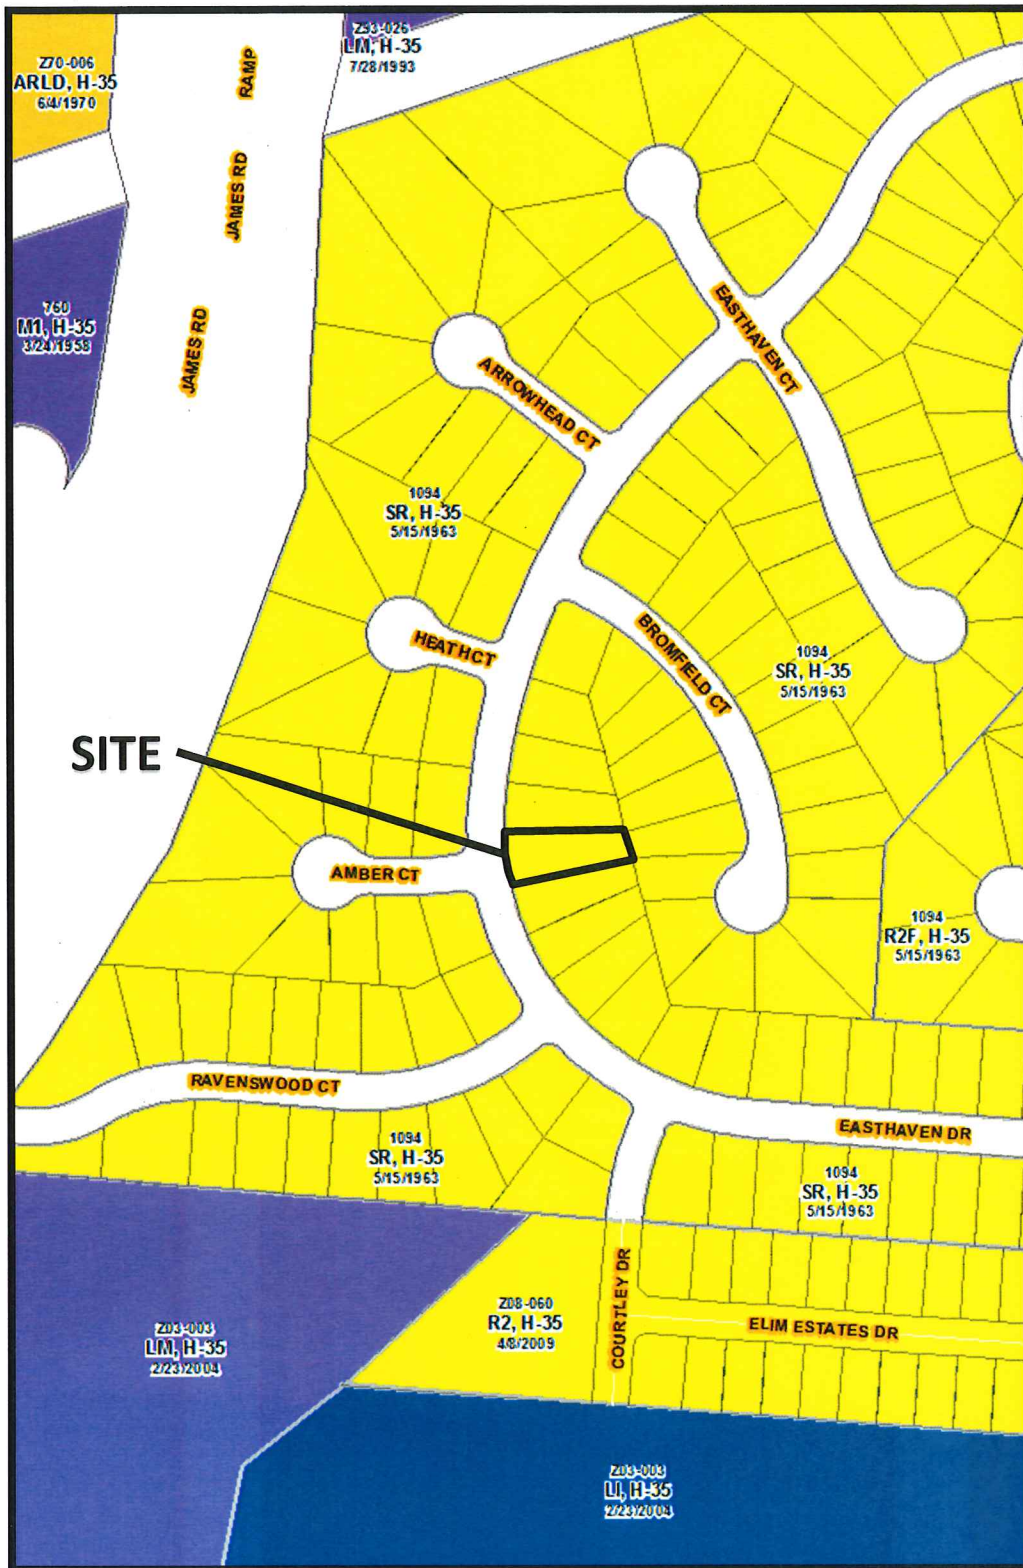 Z93-026
LM, H-35
7/28/1993
Z70-006
ARLD, H-35
6/4/1970
RAMP
JAMES RD
JAMES RD
760
M1, H-35
3/24/1958
EASTHAVEN CT
ARROWHEAD CT
1094
SR, H-35
5/15/1963
HEATH CT
BROMFIELD CT
1094
SR, H-35
5/15/1963
SITE
AMBER CT
1094
R2F, H-35
5/15/1963
RAVENSWOOD CT
EASTHAVEN DR
1094
SR, H-35
5/15/1963
1094
SR, H-35
5/15/1963
COURTLEY DR
Z08-060
R2, H-35
4/8/2009
ELIM ESTATES DR
Z03-003
LM, H-35
2/23/2004
Z03-003
LI, H-35
2/23/2004